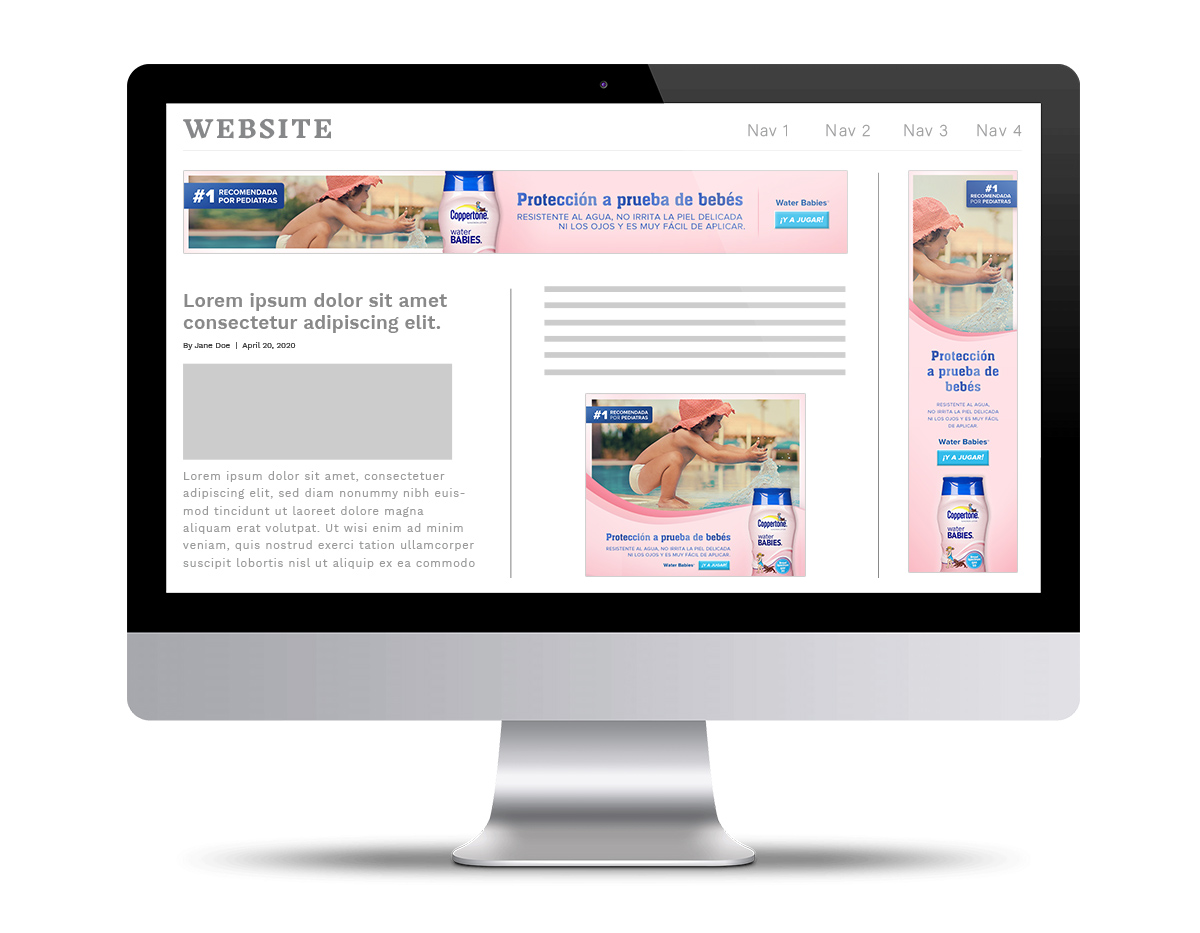 WEBSITE
Nav 1
Nav 2
Nav 3
Nav 4
#1 RECOMENDADA
POR PEDIATRAS
Coppertone.
water
BABIES.
Protección a prueba de bebés
RESISTENTE AL AGUA, NO IRRITA LA PIEL DELICADA
NI LOS OJOS Y ES MUY FÁCIL DE APLICAR.
Water Babies
¡Y A JUGAR!
Lorem ipsum dolor sit amet
consectetur adipiscing elit.
By Jane Doe | April 20, 2020
Lorem ipsum dolor sit amet, consectetuer
adipiscing elit, sed diam nonummy nibh euis-
mod tincidunt ut laoreet dolore magna
aliquam erat volutpat. Ut wisi enim ad minim
veniam, quis nostrud exerci tation ullamcorper
suscipit lobortis nisl ut aliquip ex ea commodo
#1 RECOMENDADA
POR PEDIATRAS
Protección a prueba de bebés
RESISTENTE AL AGUA, NO IRRITA LA PIEL DELICADA
NI LOS OJOS Y ES MUY FÁCIL DE APLICAR.
Water Babies
¡Y A JUGAR!
Coppertone.
water
BABIES.
#1
RECOMENDADA
POR PEDIATRAS
Protección
a prueba de
bebés
RESISTENTE AL AGUA,
NO IRRITA LA PIEL DELICADA
NI LOS OJOS Y ES MUY FÁCIL
DE APLICAR.
Water Babies
¡Y A JUGAR!
Coppertone.
water
BABIES.